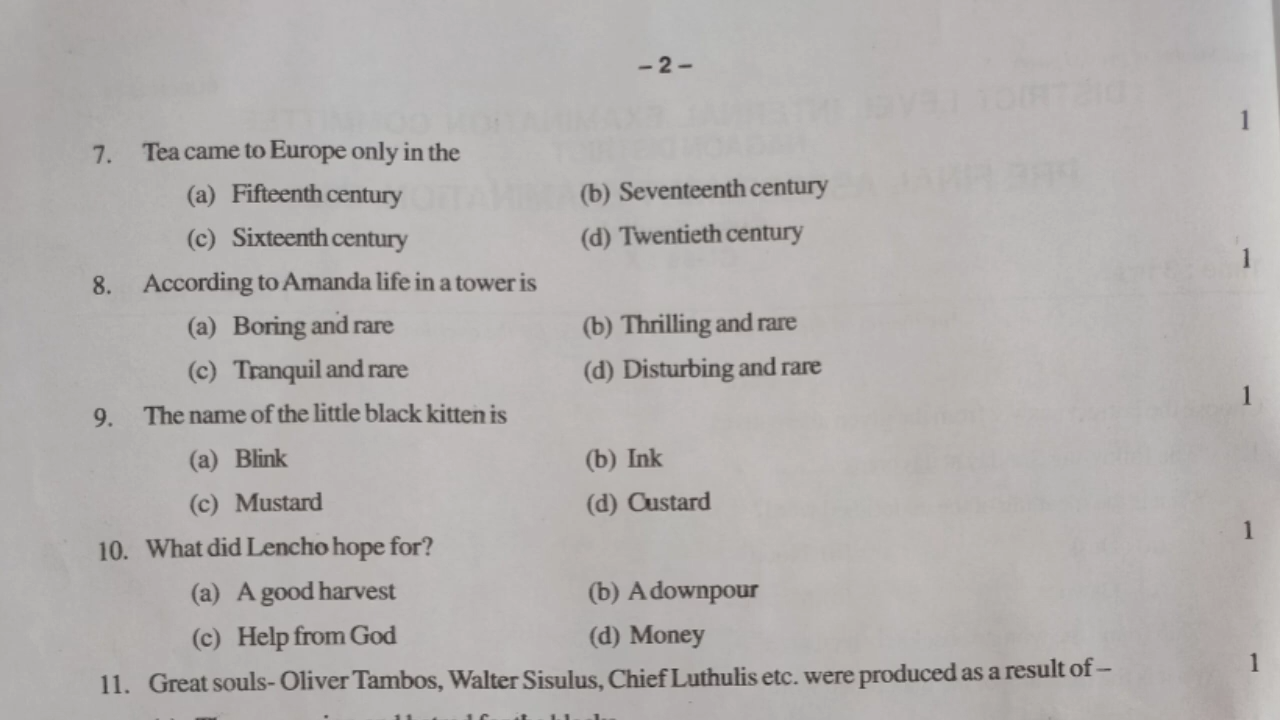 – 2 –
1
7. Tea came to Europe only in the
(a) Fifteenth century (b) Seventeenth century
(c) Sixteenth century (d) Twentieth century
1
8. According to Amanda life in a tower is
(a) Boring and rare (b) Thrilling and rare
(c) Tranquil and rare (d) Disturbing and rare
1
9. The name of the little black kitten is
(a) Blink (b) Ink
(c) Mustard (d) Custard
1
10. What did Lencho hope for?
(a) A good harvest (b) A downpour
(c) Help from God (d) Money
11. Great souls- Oliver Tambos, Walter Sisulus, Chief Luthulis etc. were produced as a result of – 1